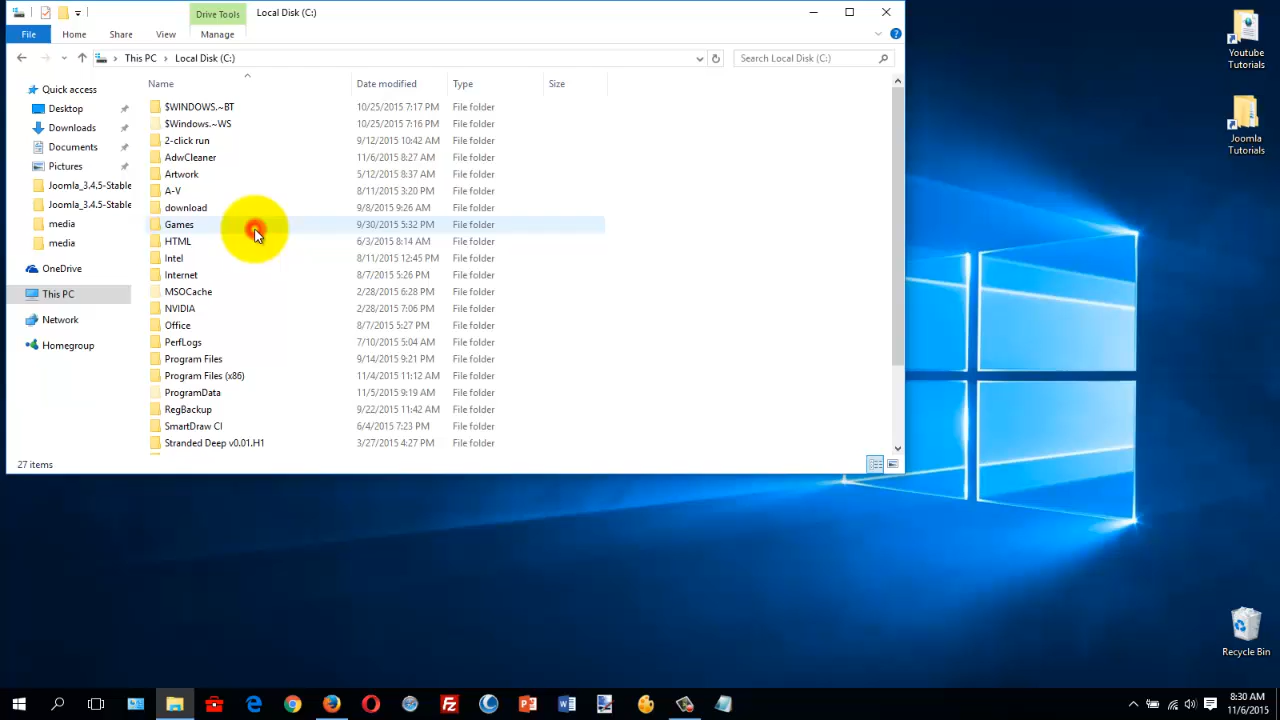 Drive Tools Local Disk (C:)
File Home Share View Manage
This PC Local Disk (C:) Search Local Disk (C:)
Name Date modified Type Size
Quick access
Desktop
Downloads
Documents
Pictures
Joomla_3.4.5-Stable
Joomla_3.4.5-Stable
media
media
OneDrive
This PC
Network
Homegroup
$WINDOWS.~BT 10/25/2015 7:17 PM File folder
$Windows.~WS 10/25/2015 7:16 PM File folder
2-click run 9/12/2015 10:42 AM File folder
AdwCleaner 11/6/2015 8:27 AM File folder
Artwork 5/12/2015 8:37 AM File folder
A-V 8/11/2015 3:20 PM File folder
download 9/8/2015 9:26 AM File folder
Games 9/30/2015 5:32 PM File folder
HTML 6/3/2015 8:14 AM File folder
Intel 8/11/2015 12:45 PM File folder
Internet 8/7/2015 5:26 PM File folder
MSOCache 2/28/2015 6:28 PM File folder
NVIDIA 2/28/2015 7:06 PM File folder
Office 8/7/2015 5:27 PM File folder
PerfLogs 7/10/2015 5:04 AM File folder
Program Files 9/14/2015 9:21 PM File folder
Program Files (x86) 11/4/2015 11:12 AM File folder
ProgramData 11/5/2015 9:19 AM File folder
RegBackup 9/22/2015 11:42 AM File folder
SmartDraw CI 6/4/2015 7:23 PM File folder
Stranded Deep v0.01.H1 3/27/2015 4:27 PM File folder
27 items
Youtube
Tutorials
Joomla
Tutorials
Recycle Bin
8:30 AM
11/6/2015